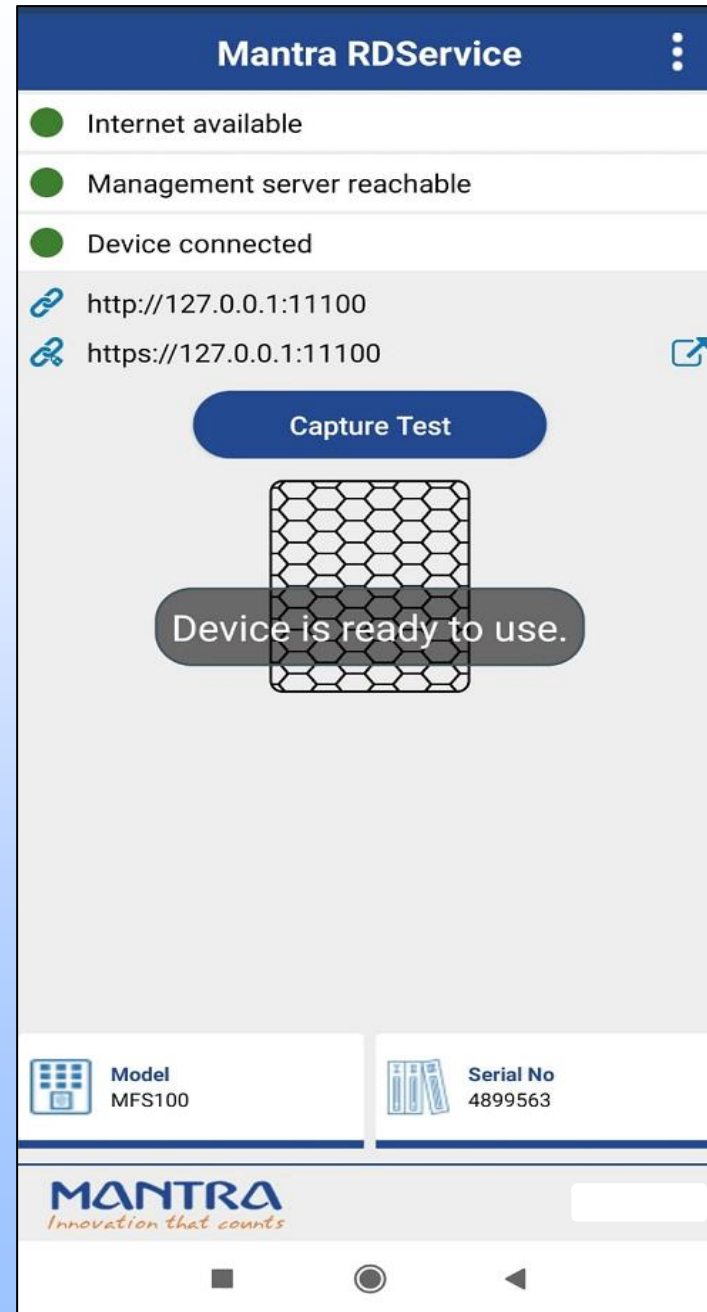 Mantra RDService
Internet available
Management server reachable
Device connected
http://127.0.0.1:11100
https://127.0.0.1:11100
Capture Test
Device is ready to use.
Model
MFS100
Serial No
4899563
MANTRA
Innovation that counts